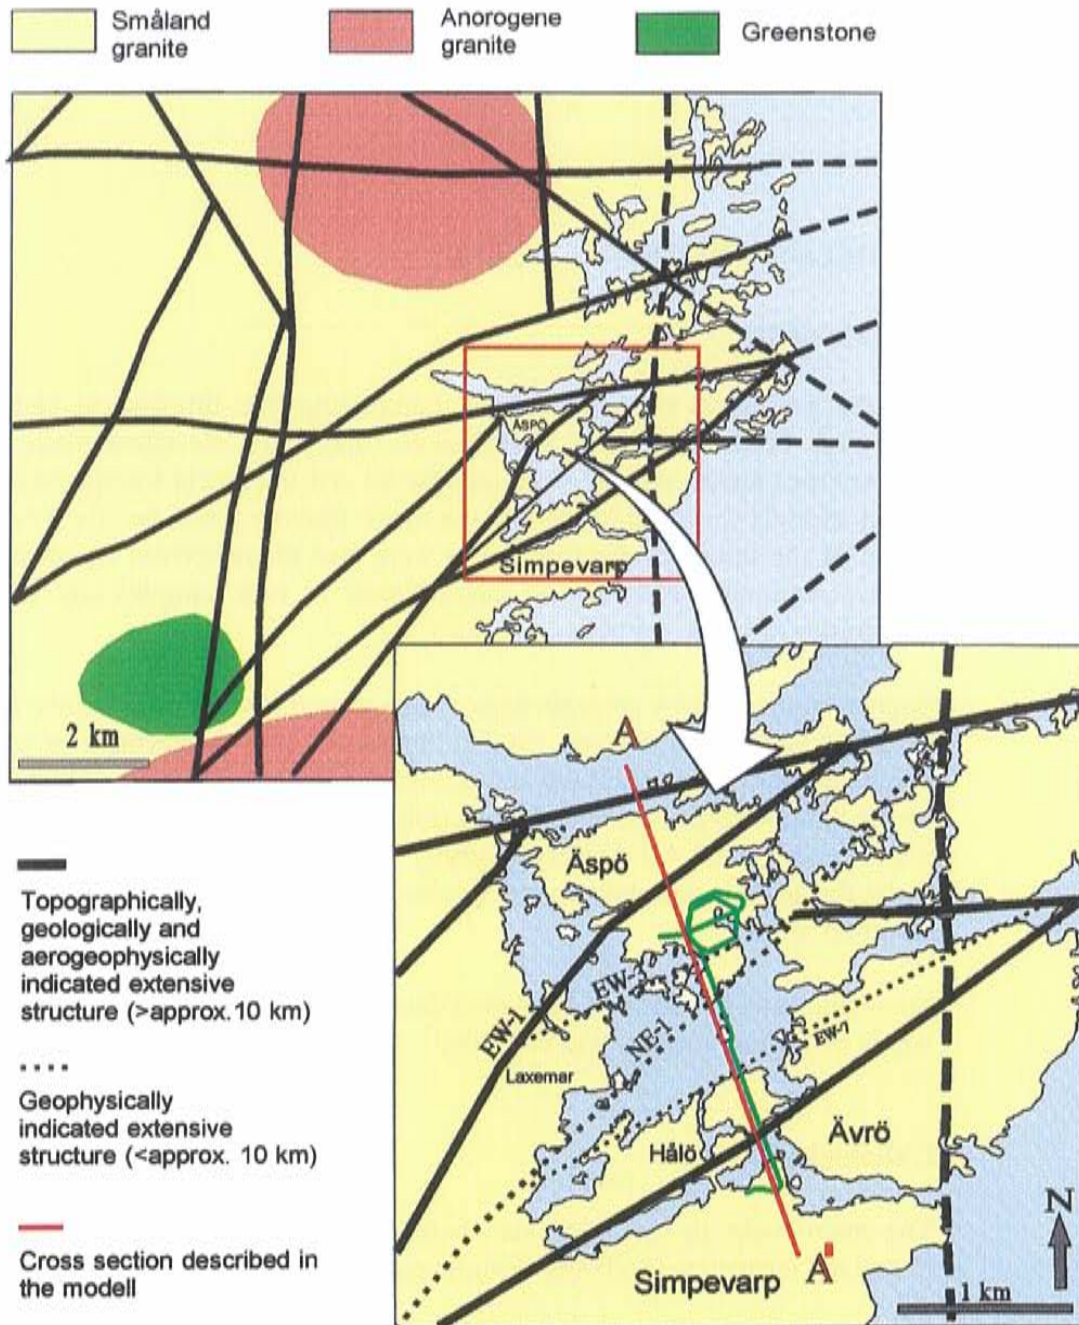 Småland
granite
Anorogene
granite
Greenstone
ÄSPÖ
Simpevarp
2 km
A
Äspö
EW-1
EW-
NE-1
EW-7
Laxemar
Hålö
Ävrö
N
A'
Simpevarp
1 km
Topographically,
geologically and
aerogeophysically
indicated extensive
structure (>approx.10 km)
Geophysically
indicated extensive
structure (<approx. 10 km)
Cross section described in
the modell